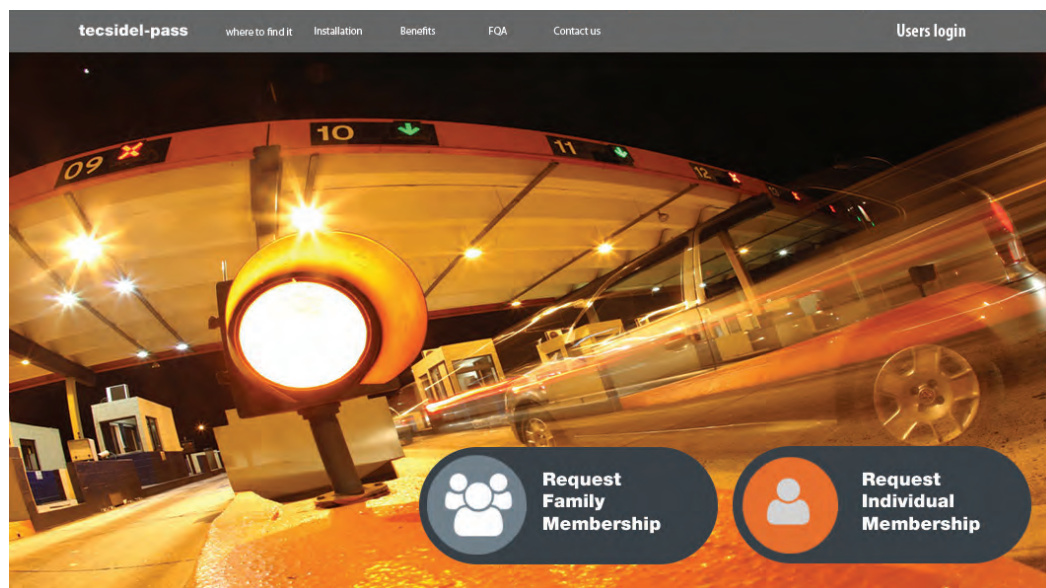 tecsidel-pass
where to find it
Installation
Benefits
FQA
Contact us
Users login
09
10
11
12
Request
Family
Membership
Request
Individual
Membership